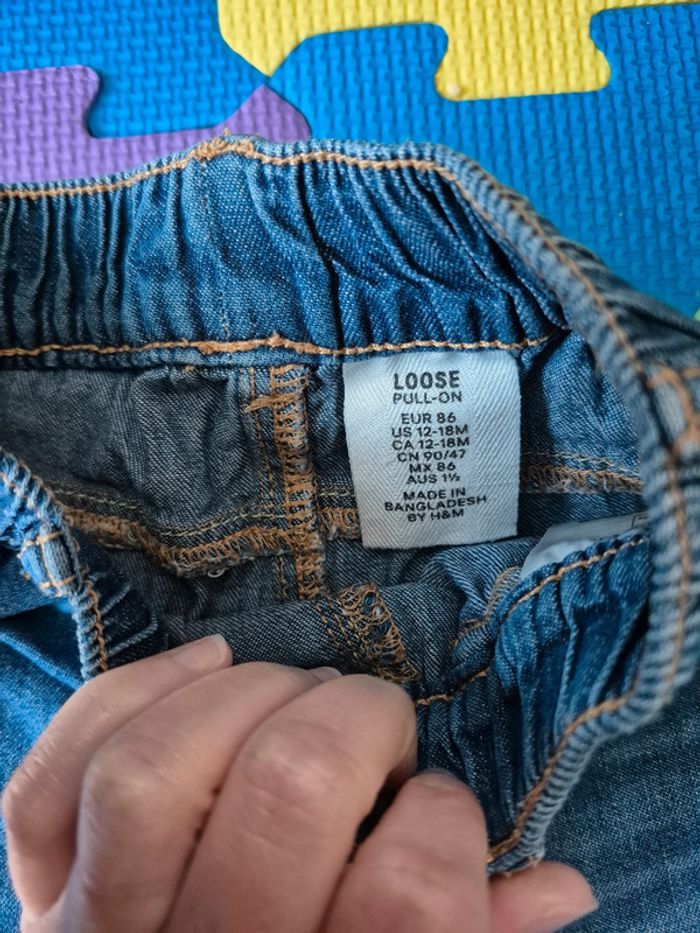 LOOSE
PULL-ON
EUR 86
US 12-18M
CA 12-18M
CN 90/47
MX 86
AUS 1½
MADE IN
BANGLADESH
BY H&M